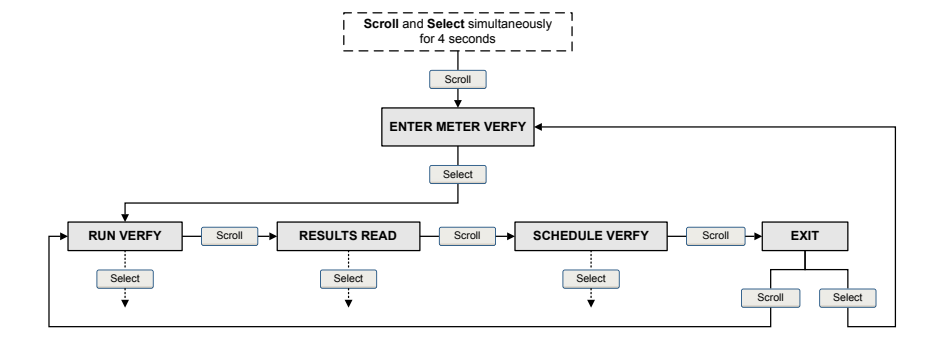 Scroll and Select simultaneously
for 4 seconds
Scroll
ENTER METER VERFY
Select
RUN VERFY
Scroll
RESULTS READ
Scroll
SCHEDULE VERFY
Scroll
EXIT
Select
Select
Select
Scroll
Select